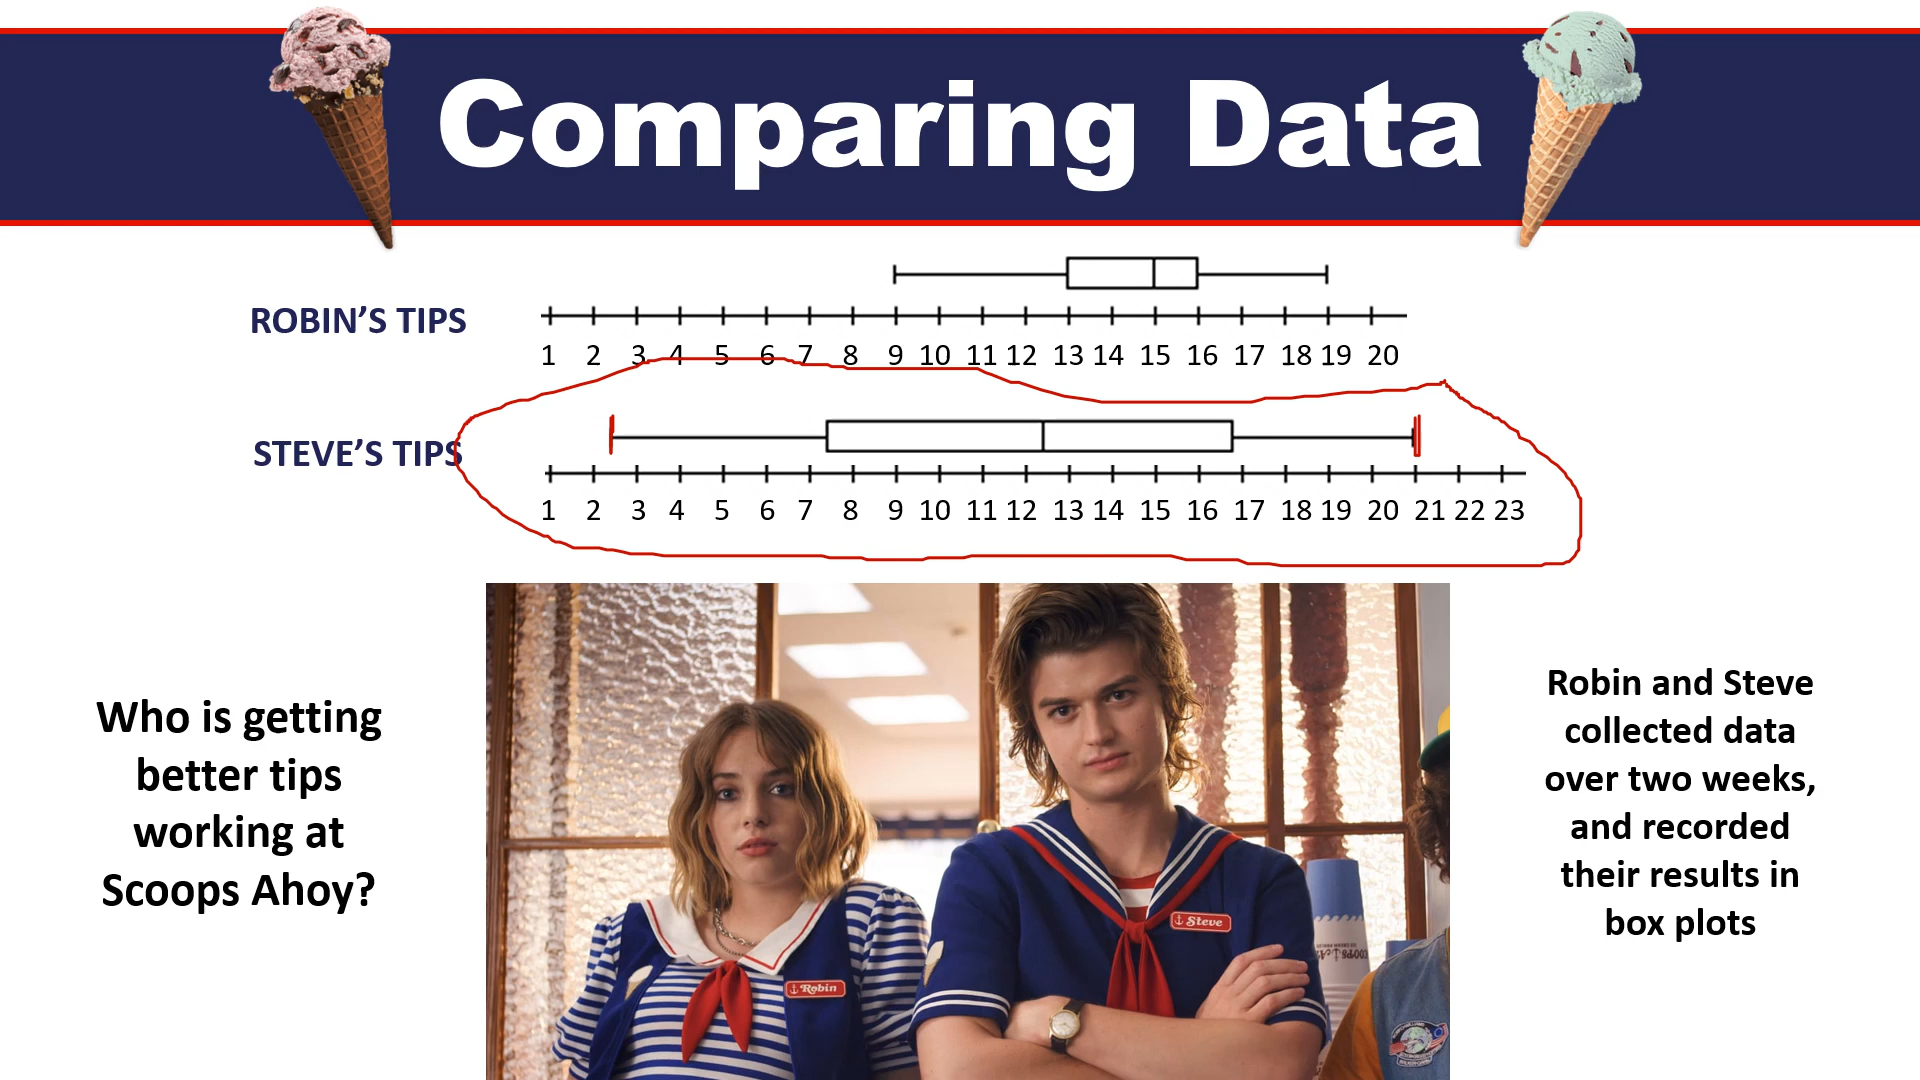 Comparing Data
ROBIN'S TIPS
1 2 3 4 5 6 7 8 9 10 11 12 13 14 15 16 17 18 19 20
STEVE'S TIPS
1 2 3 4 5 6 7 8 9 10 11 12 13 14 15 16 17 18 19 20 21 22 23
Who is getting
better tips
working at
Scoops Ahoy?
Robin
Steve
Robin and Steve
collected data
over two weeks,
and recorded
their results in
box plots